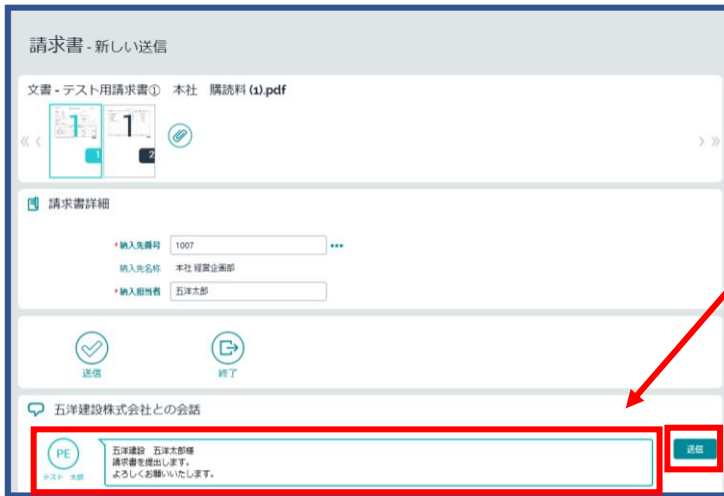 請求書 - 新しい送信
文書 - テスト用請求書① 本社 購読料 (1).pdf
1 1
1 2
請求書詳細
*納入先番号 1007
納入先名称 本社 経営企画部
*納入担当者 五洋太郎
送信 終了
五洋建設株式会社との会話
PE
テスト 太郎
五洋建設 五洋太郎様
請求書を提出します。
よろしくお願いいたします。
送信